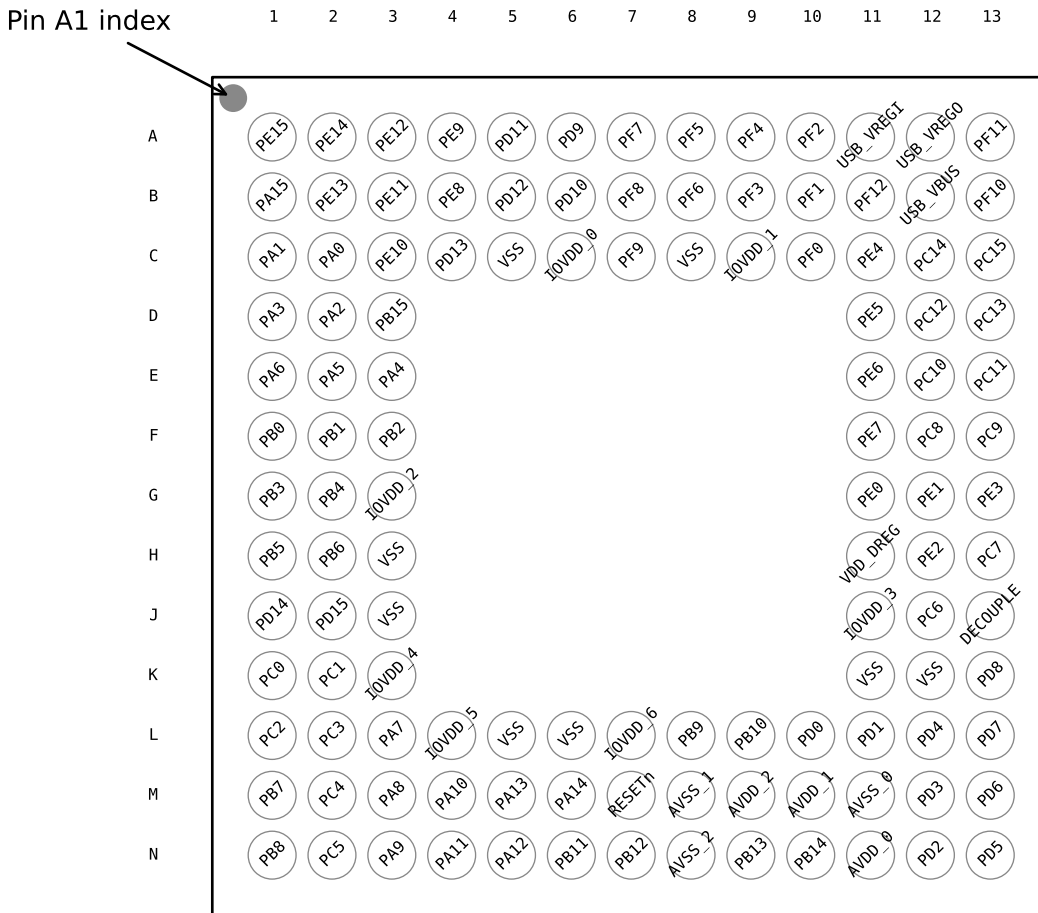 Pin A1 index
1 2 3 4 5 6 7 8 9 10 11 12 13
A PE15 PE14 PE12 PE9 PD11 PD9 PF7 PF5 PF4 PF2 USB_VREGI USB_VREGO PF11
B PA15 PE13 PE11 PE8 PD12 PD10 PF8 PF6 PF3 PF1 PF12 USB_VBUS PF10
C PA1 PA0 PE10 PD13 VSS IOVDD_0 PF9 VSS IOVDD_1 PF0 PE4 PC14 PC15
D PA3 PA2 PB15 PE5 PC12 PC13
E PA6 PA5 PA4 PE6 PC10 PC11
F PB0 PB1 PB2 PE7 PC8 PC9
G PB3 PB4 IOVDD_2 PE0 PE1 PE3
H PB5 PB6 VSS VDD_DREG PE2 PC7
J PD14 PD15 VSS IOVDD_3 PC6 DECOUPLE
K PC0 PC1 IOVDD_4 VSS VSS PD8
L PC2 PC3 PA7 IOVDD_5 VSS VSS IOVDD_6 PB9 PB10 PD0 PD1 PD4 PD7
M PB7 PC4 PA8 PA10 PA13 PA14 RESETn AVSS_1 AVDD_2 AVDD_1 AVSS_0 PD3 PD6
N PB8 PC5 PA9 PA11 PA12 PB11 PB12 AVSS_2 PB13 PB14 AVDD_0 PD2 PD5